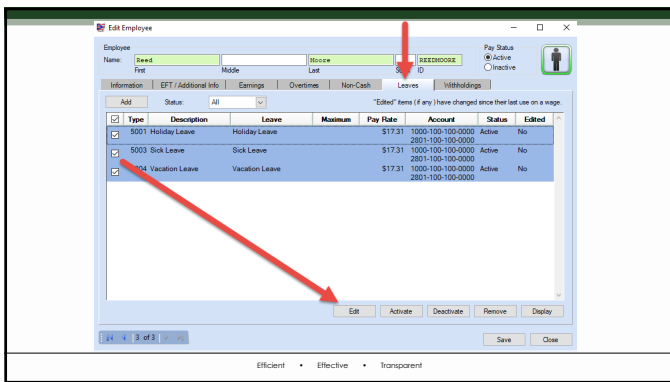 Edit Employee
Employee
Name: Reed Moore REEDMOORE
First Middle Last ID
Pay Status
Active
Inactive
Information EFT / Additional Info Earnings Overtimes Non-Cash Leaves Withholdings
Add Status: All "Edited" items (if any) have changed since their last use on a wage.
Type Description Leave Maximum Pay Rate Account Status Edited
5001 Holiday Leave Holiday Leave $17.31 1000-100-100-0000 Active No
2801-100-100-0000
5003 Sick Leave Sick Leave $17.31 1000-100-100-0000 Active No
2801-100-100-0000
Vacation Leave Vacation Leave $17.31 1000-100-100-0000 Active No
2801-100-100-0000
Edit Activate Deactivate Remove Display
3 of 3
Save Close
Efficient • Effective • Transparent